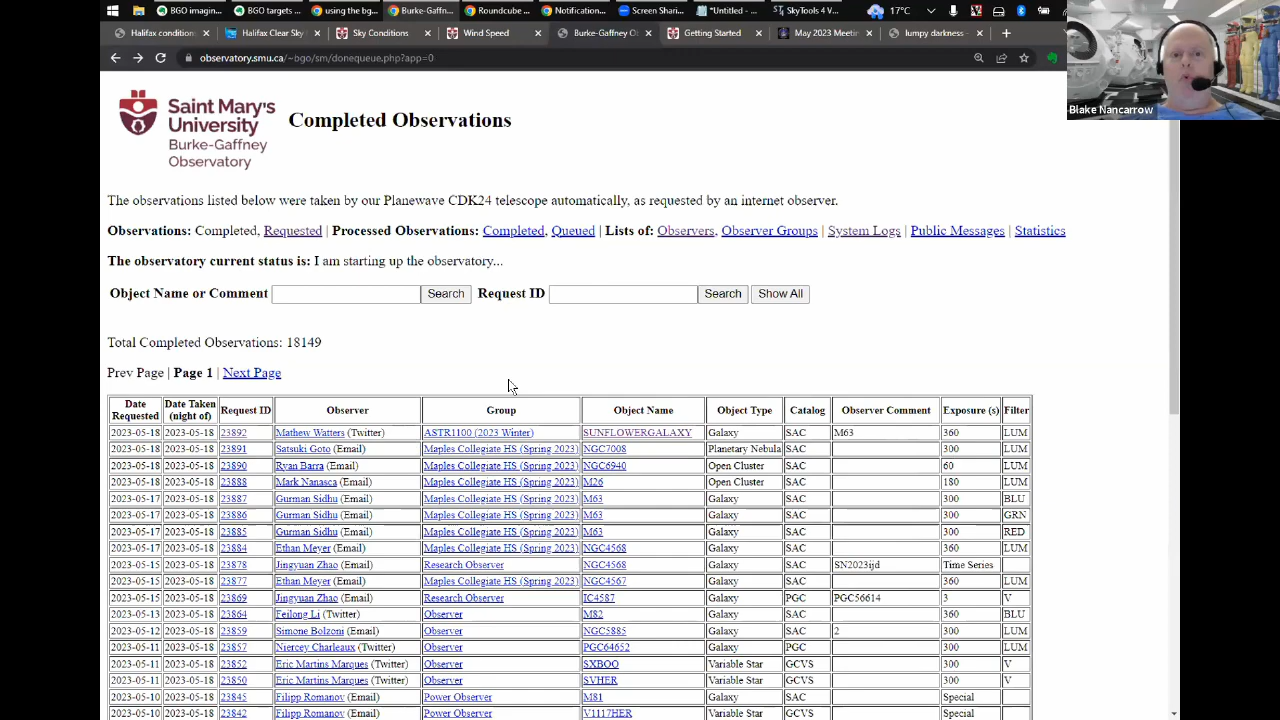 BGO imagin...
BGO targets
using the bg...
Burke-Gaffn...
Roundcube
Notification...
Screen Shari...
*Untitled -
SkyTools 4 V...
17°C
Halifax condition
Halifax Clear Sky
Sky Conditions
Wind Speed
Burke-Gaffney O
Getting Started
May 2023 Meetin
lumpy darkness -
observatory.smu.ca/~bgo/sm/donequeue.php?app=0
Blake Nancarrow
Saint Mary's
University
Burke-Gaffney
Observatory
Completed Observations
The observations listed below were taken by our Planewave CDK24 telescope automatically, as requested by an internet observer.
Observations: Completed, Requested | Processed Observations: Completed, Queued | Lists of: Observers, Observer Groups | System Logs | Public Messages | Statistics
The observatory current status is: I am starting up the observatory...
Object Name or Comment Search Request ID Search Show All
Total Completed Observations: 18149
Prev Page | Page 1 | Next Page
Date Requested Date Taken (night of) Request ID Observer Group Object Name Object Type Catalog Observer Comment Exposure (s) Filter
2023-05-18 2023-05-18 23892 Mathew Watters (Twitter) ASTR1100 (2023 Winter) SUNFLOWERGALAXY Galaxy SAC M63 360 LUM
2023-05-18 2023-05-18 23891 Satsuki Goto (Email) Maples Collegiate HS (Spring 2023) NGC7008 Planetary Nebula SAC 300 LUM
2023-05-18 2023-05-18 23890 Ryan Barra (Email) Maples Collegiate HS (Spring 2023) NGC6940 Open Cluster SAC 60 LUM
2023-05-18 2023-05-18 23888 Mark Nanasca (Email) Maples Collegiate HS (Spring 2023) M26 Open Cluster SAC 180 LUM
2023-05-17 2023-05-18 23887 Gurman Sidhu (Email) Maples Collegiate HS (Spring 2023) M63 Galaxy SAC 300 BLU
2023-05-17 2023-05-18 23886 Gurman Sidhu (Email) Maples Collegiate HS (Spring 2023) M63 Galaxy SAC 300 GRN
2023-05-17 2023-05-18 23885 Gurman Sidhu (Email) Maples Collegiate HS (Spring 2023) M63 Galaxy SAC 300 RED
2023-05-17 2023-05-18 23884 Ethan Meyer (Email) Maples Collegiate HS (Spring 2023) NGC4568 Galaxy SAC 360 LUM
2023-05-15 2023-05-18 23878 Jingyuan Zhao (Email) Research Observer NGC4568 Galaxy SAC SN2023ijd Time Series
2023-05-15 2023-05-18 23877 Ethan Meyer (Email) Maples Collegiate HS (Spring 2023) NGC4567 Galaxy SAC 360 LUM
2023-05-15 2023-05-18 23869 Jingyuan Zhao (Email) Research Observer IC4587 Galaxy PGC PGC56614 3 V
2023-05-13 2023-05-18 23864 Feilong Li (Twitter) Observer M82 Galaxy SAC 360 BLU
2023-05-12 2023-05-18 23859 Simone Bolzoni (Email) Observer NGC5885 Galaxy SAC 2 300 LUM
2023-05-11 2023-05-18 23857 Niercey Charleaux (Twitter) Observer PGC64652 Galaxy PGC 300 LUM
2023-05-11 2023-05-18 23852 Eric Martins Marques (Twitter) Observer SXBOO Variable Star GCVS 300 V
2023-05-11 2023-05-18 23850 Eric Martins Marques (Twitter) Observer SVHER Variable Star GCVS 300 V
2023-05-10 2023-05-18 23845 Filipp Romanov (Email) Power Observer M81 Galaxy SAC Special
2023-05-10 2023-05-18 23842 Filipp Romanov (Email) Power Observer V1117HER Variable Star GCVS Special